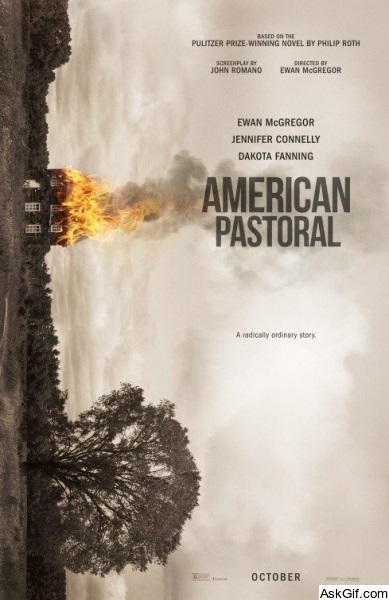 BASED ON THE
PULITZER PRIZE-WINNING NOVEL BY PHILIP ROTH
SCREENPLAY BY
JOHN ROMANO
DIRECTED BY
EWAN McGREGOR
EWAN McGREGOR
JENNIFER CONNELLY
DAKOTA FANNING
AMERICAN
PASTORAL
A radically ordinary story.
OCTOBER
AskGif.com